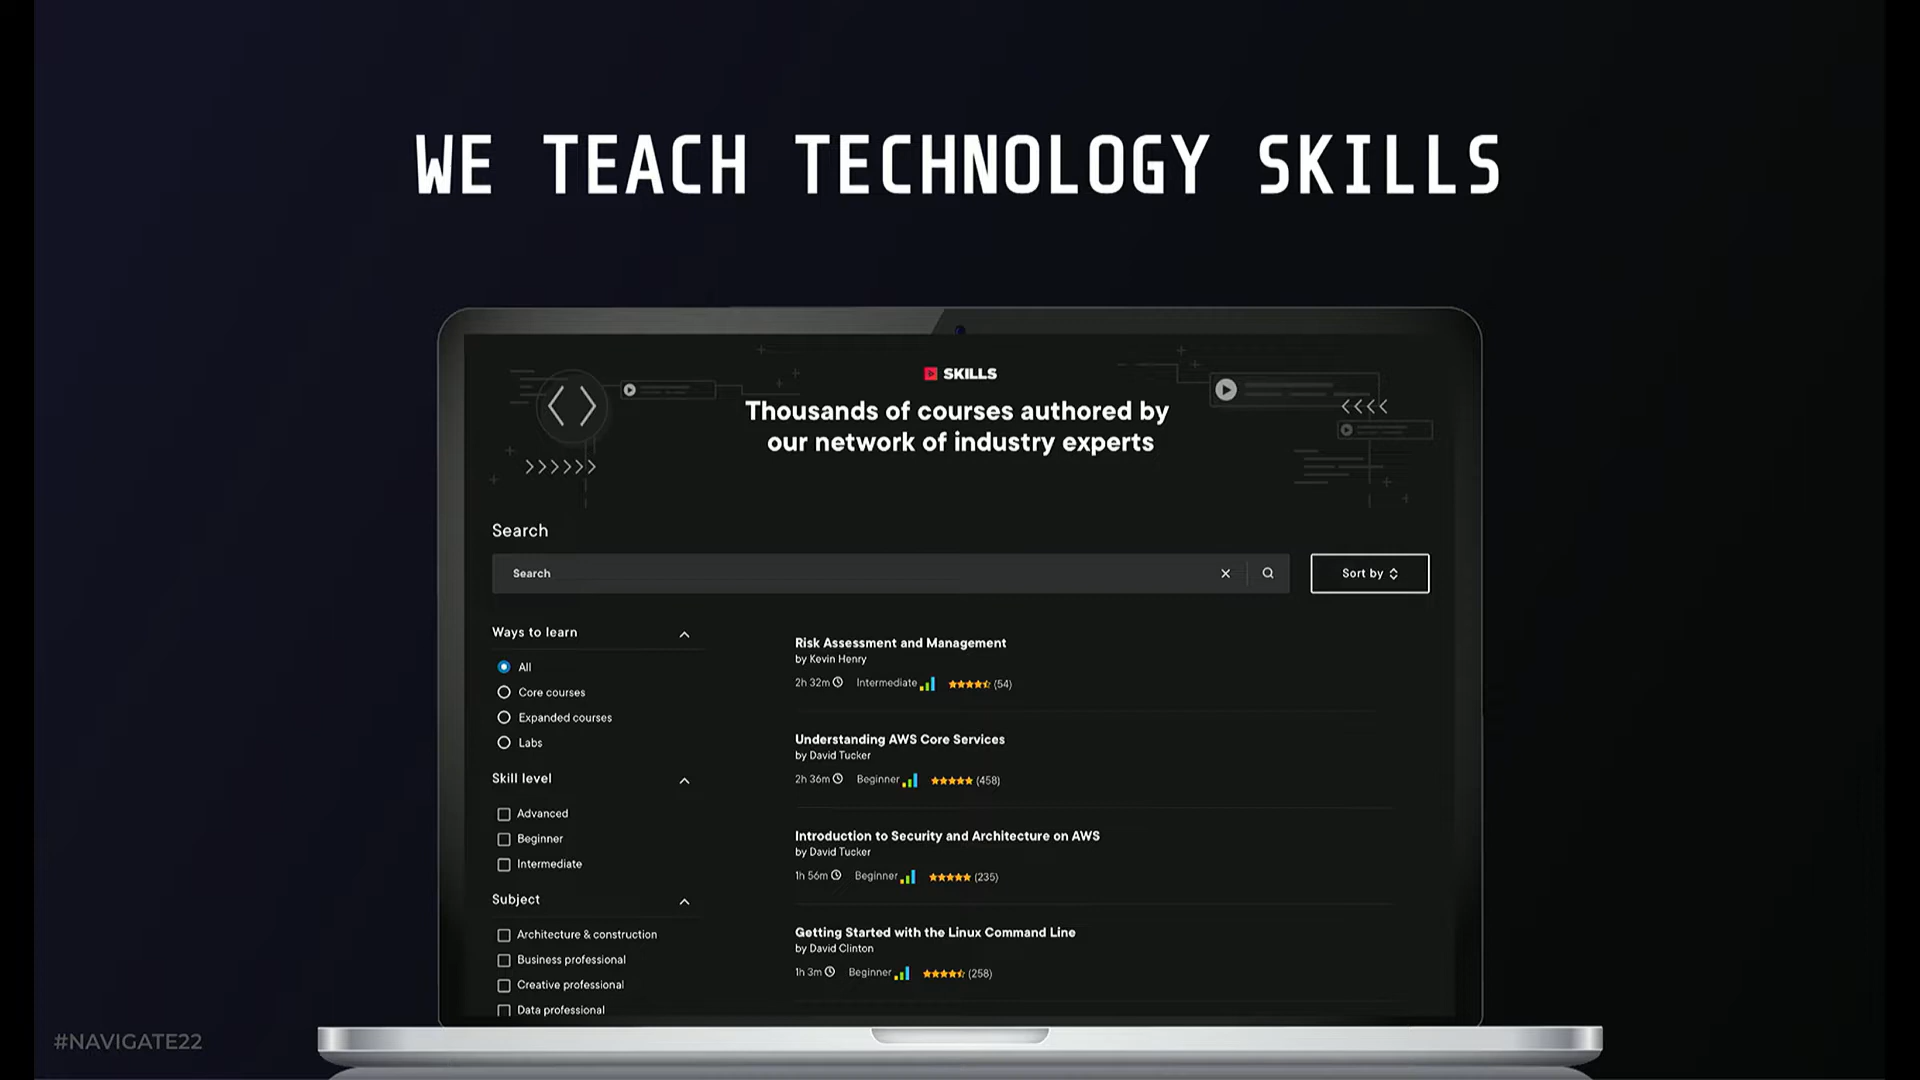 WE TEACH TECHNOLOGY SKILLS
SKILLS
Thousands of courses authored by
our network of industry experts
Search
Search
Sort by
Ways to learn
All
Core courses
Expanded courses
Labs
Skill level
Advanced
Beginner
Intermediate
Subject
Architecture & construction
Business professional
Creative professional
Data professional
Risk Assessment and Management
by Kevin Henry
2h 32m Intermediate (54)
Understanding AWS Core Services
by David Tucker
2h 36m Beginner (458)
Introduction to Security and Architecture on AWS
by David Tucker
1h 56m Beginner (235)
Getting Started with the Linux Command Line
by David Clinton
1h 3m Beginner (258)
#NAVIGATE22